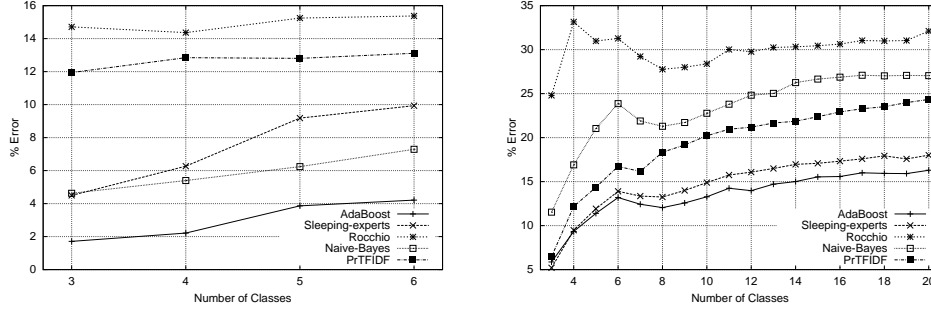 16
14
12
10
8
6
4
2
0
% Error
3
4
5
6
Number of Classes
AdaBoost
Sleeping-experts
Rocchio
Naive-Bayes
PrTFIDF
35
30
25
20
15
10
5
% Error
4
6
8
10
12
14
16
18
20
Number of Classes
AdaBoost
Sleeping-experts
Rocchio
Naive-Bayes
PrTFIDF